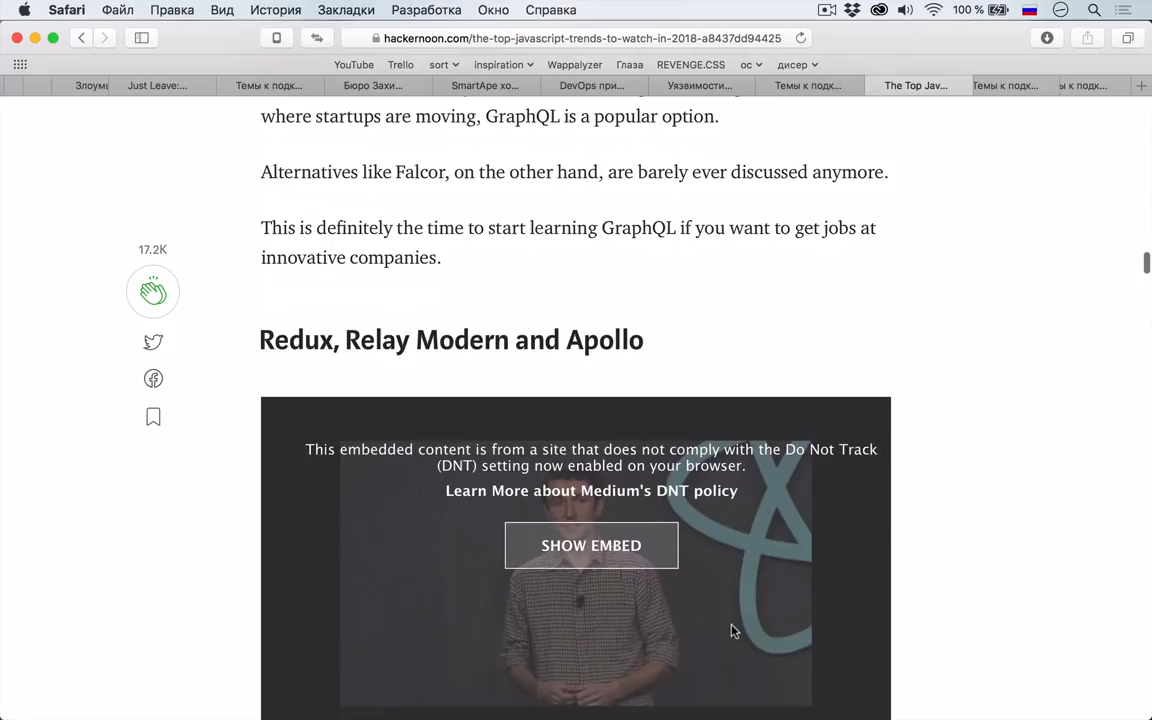 Safari Файл Правка Вид История Закладки Разработка Окно Справка 100 %
hackernoon.com/the-top-javascript-trends-to-watch-in-2018-a8437dd94425
YouTube Trello sort inspiration Wappalyzer Глаза REVENGE.CSS ос дисер
Злоумы Just Leave:... Темы к подк... Бюро Захи... SmartApe хо... DevOps при... Уязвимости... Темы к подк... The Top Jav... Темы к подк... ы к подк...
where startups are moving, GraphQL is a popular option.
Alternatives like Falcor, on the other hand, are barely ever discussed anymore.
This is definitely the time to start learning GraphQL if you want to get jobs at
innovative companies.
17.2K
Redux, Relay Modern and Apollo
This embedded content is from a site that does not comply with the Do Not Track
(DNT) setting now enabled on your browser.
Learn More about Medium's DNT policy
SHOW EMBED